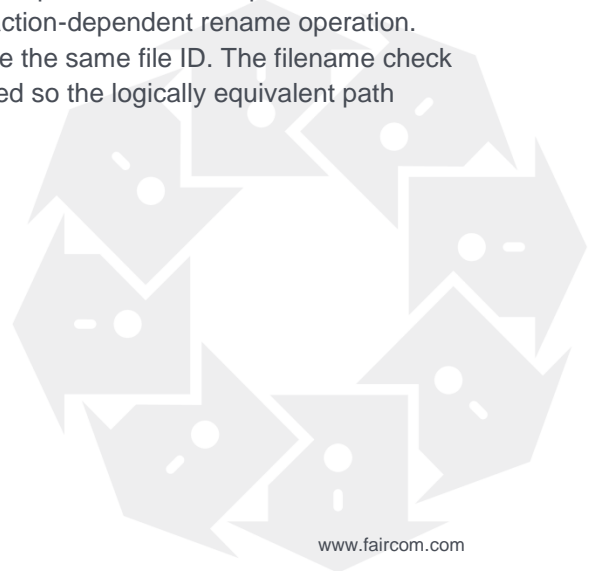 action-dependent rename operation.
e the same file ID. The filename check
ed so the logically equivalent path
www.faircom.com